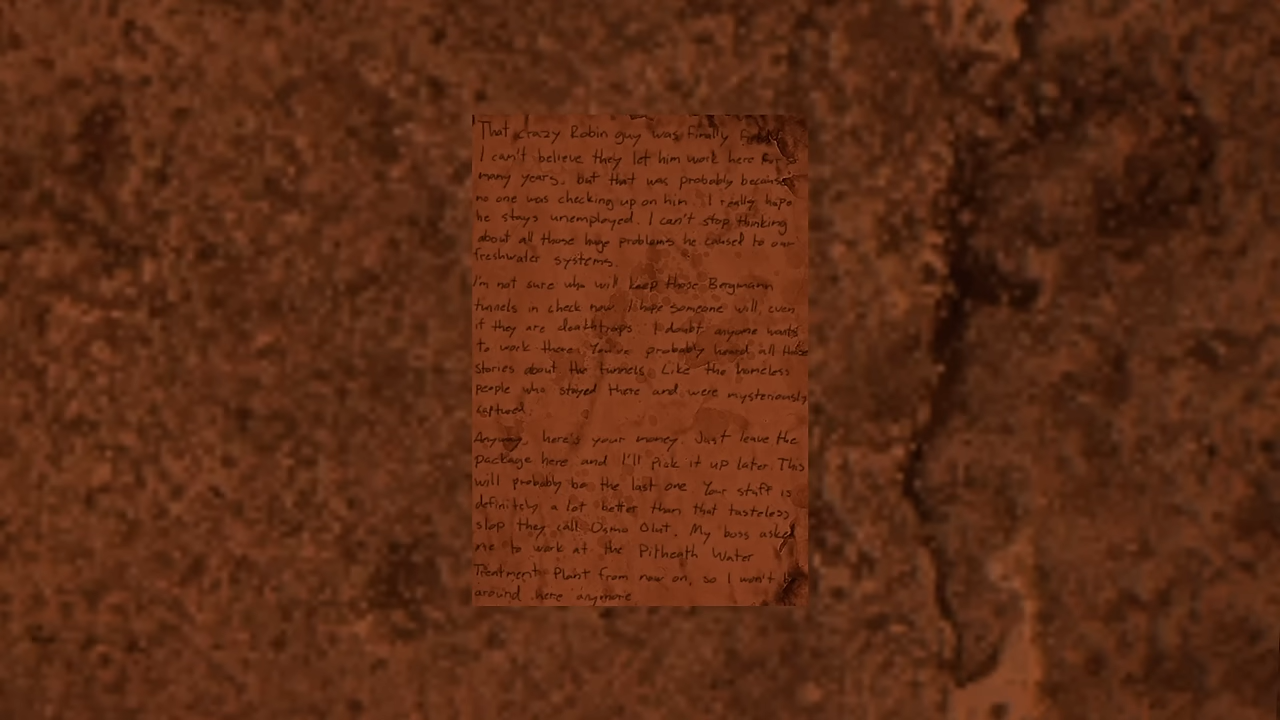 That crazy Robin guy was finally
I can't believe they let him work here for so
many years, but that was probably because
no one was checking up on him. I really hope
he stays unemployed. I can't stop thinking
about all those huge problems he caused to our
freshwater systems.
I'm not sure who will keep those Bergmann
tunnels in check now. I hope someone will, even
if they are deathtraps. I doubt anyone wants
to work there. You've probably heard all those
stories about the tunnels. Like the homeless
people who stayed there and were mysteriously
captured.
Anyway, here's your money. Just leave the
package here and I'll pick it up later. This
will probably be the last one. Your stuff is
definitely a lot better than that tasteless
slop they call Osmo Olut. My boss asked
me to work at the Pitheath Water
Treatment Plant from now on, so I won't be
around here anymore